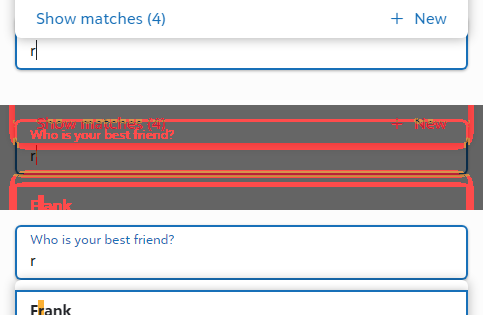 Show matches (4) + New
r
Show matches (4) + New
Who is your best friend?
r
Frank
Who is your best friend?
r
Frank